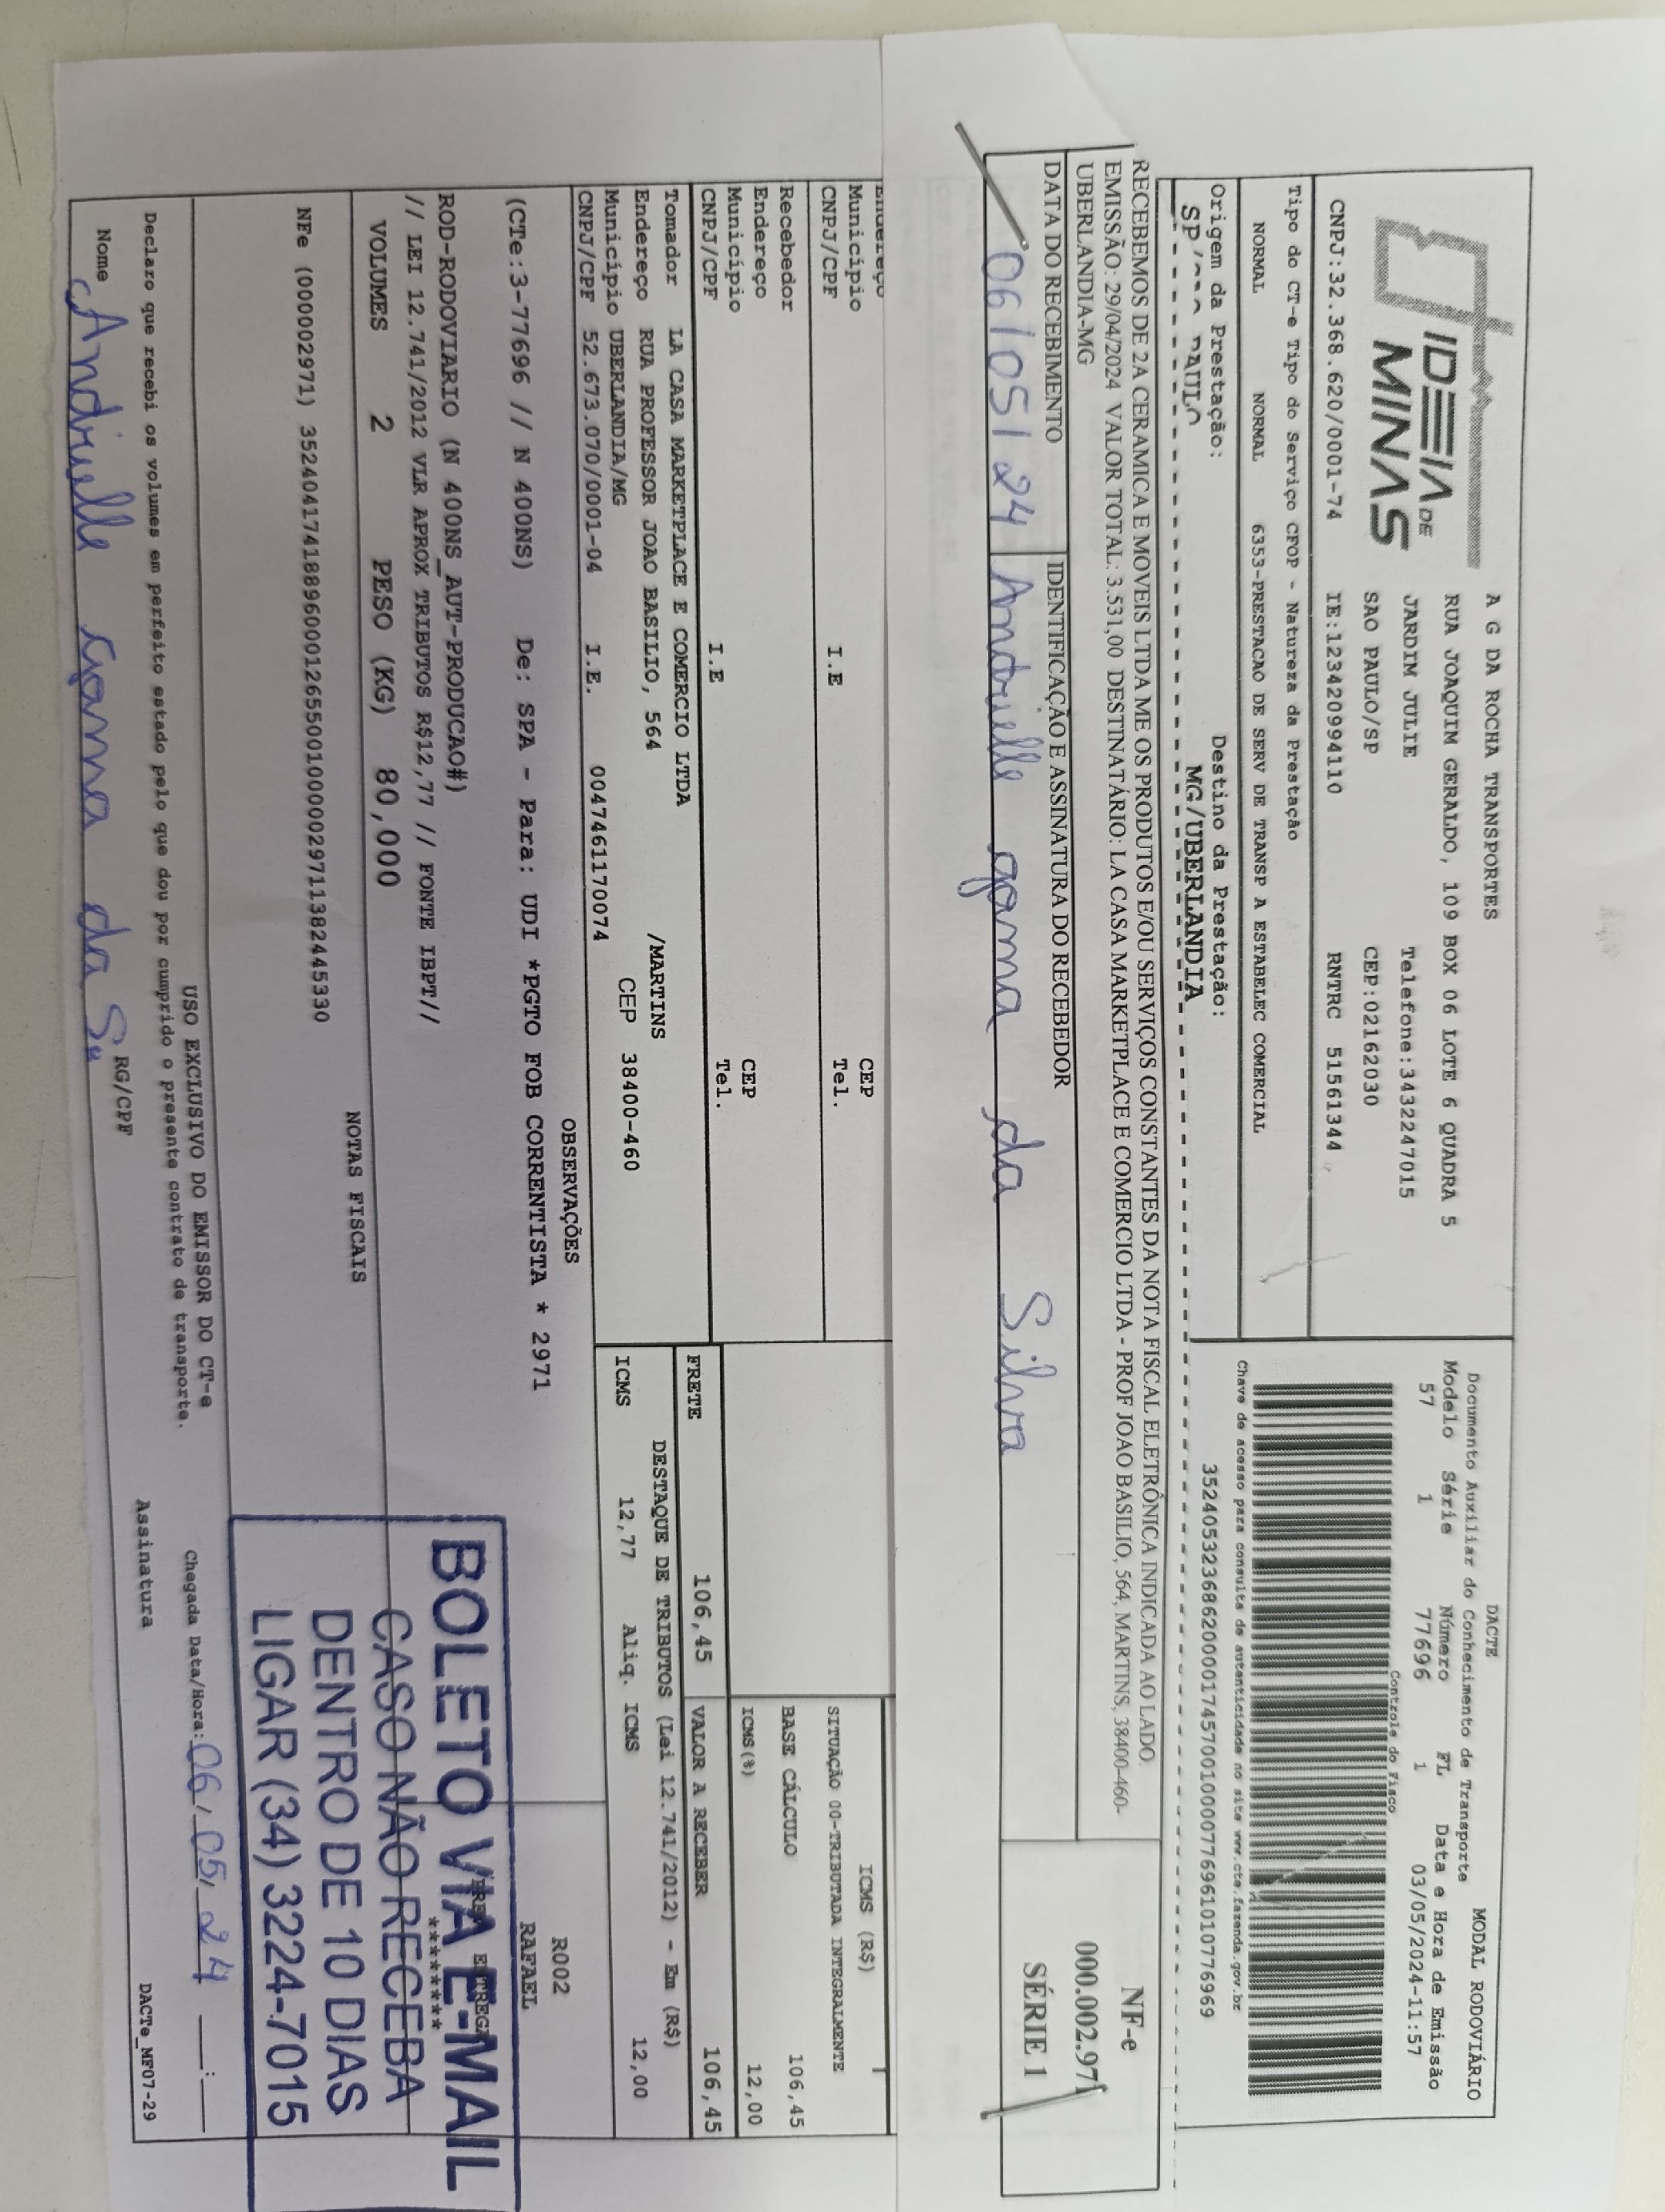 IDEIA DE
MINAS
A G DA ROCHA TRANSPORTES
RUA JOAQUIM GERALDO, 109 BOX 06 LOTE 6 QUADRA 5
JARDIM JULIE Telefone:3432247015
SAO PAULO/SP CEP:02162030
CNPJ:32.368.620/0001-74 IE:123420994110 RNTRC 51561344
DACTE MODAL RODOVIÁRIO
Documento Auxiliar do Conhecimento de Transporte
Modelo Série Número FL Data e Hora de Emissão
57 1 77696 1 03/05/2024-11:57
Controle do Fisco
Chave de acesso para consulta de autenticidade no site www.cte.fazenda.gov.br
35240532368620000174570010000776961010776969
Tipo do CT-e Tipo do Serviço CFOP - Natureza da Prestação
NORMAL NORMAL 6353-PRESTACAO DE SERV DE TRANSP A ESTABELEC COMERCIAL
Origem da Prestação: Destino da Prestação:
SP/ PAULO MG/UBERLANDIA
RECEBEMOS DE 2A CERAMICA E MOVEIS LTDA ME OS PRODUTOS E/OU SERVIÇOS CONSTANTES DA NOTA FISCAL ELETRÔNICA INDICADA AO LADO.
EMISSÃO: 29/04/2024 VALOR TOTAL: 3.531,00 DESTINATÁRIO: LA CASA MARKETPLACE E COMERCIO LTDA - PROF JOAO BASILIO, 564, MARTINS, 38400-460-
UBERLANDIA-MG
DATA DO RECEBIMENTO IDENTIFICAÇÃO E ASSINATURA DO RECEBEDOR
06/05/24 Andrielle gama da Silva
NF-e
000.002.971
SÉRIE 1
Endereço
Município CEP
CNPJ/CPF I.E Tel.
Recebedor
Endereço
Município CEP
CNPJ/CPF I.E Tel.
ICMS (R$)
SITUAÇÃO 00-TRIBUTADA INTEGRALMENTE
BASE CÁLCULO 106,45
ICMS(%) 12,00
Tomador LA CASA MARKETPLACE E COMERCIO LTDA
Endereço RUA PROFESSOR JOAO BASILIO, 564 /MARTINS
Município UBERLANDIA/MG CEP 38400-460
CNPJ/CPF 52.673.070/0001-04 I.E. 0047461170074
FRETE 106,45 VALOR A RECEBER 106,45
DESTAQUE DE TRIBUTOS (Lei 12.741/2012) - Em (R$)
ICMS 12,77 Aliq. ICMS 12,00
OBSERVAÇÕES
(CTe:3-77696 // N 400NS) De: SPA - Para: UDI *PGTO FOB CORRENTISTA * 2971
R002
RAFAEL
ROD-RODOVIARIO (N 400NS_AUT-PRODUCAO#)
// LEI 12.741/2012 VLR APROX TRIBUTOS R$12,77 // FONTE IBPT//
VOLUMES 2 PESO (KG) 80,000
********
BOLETO VIA E-MAIL
CASO NÃO RECEBA
DENTRO DE 10 DIAS
LIGAR (34) 3224-7015
NOTAS FISCAIS
NFe (000002971) 35240417418896000126550010000029711382445330
USO EXCLUSIVO DO EMISSOR DO CT-e
Declaro que recebi os volumes em perfeito estado pelo que dou por cumprido o presente contrato de transporte.
Chegada Data/Hora: 06/05/24 __:__
Nome Andrielle gama da RG/CPF Assinatura
DACTe_MF07-29